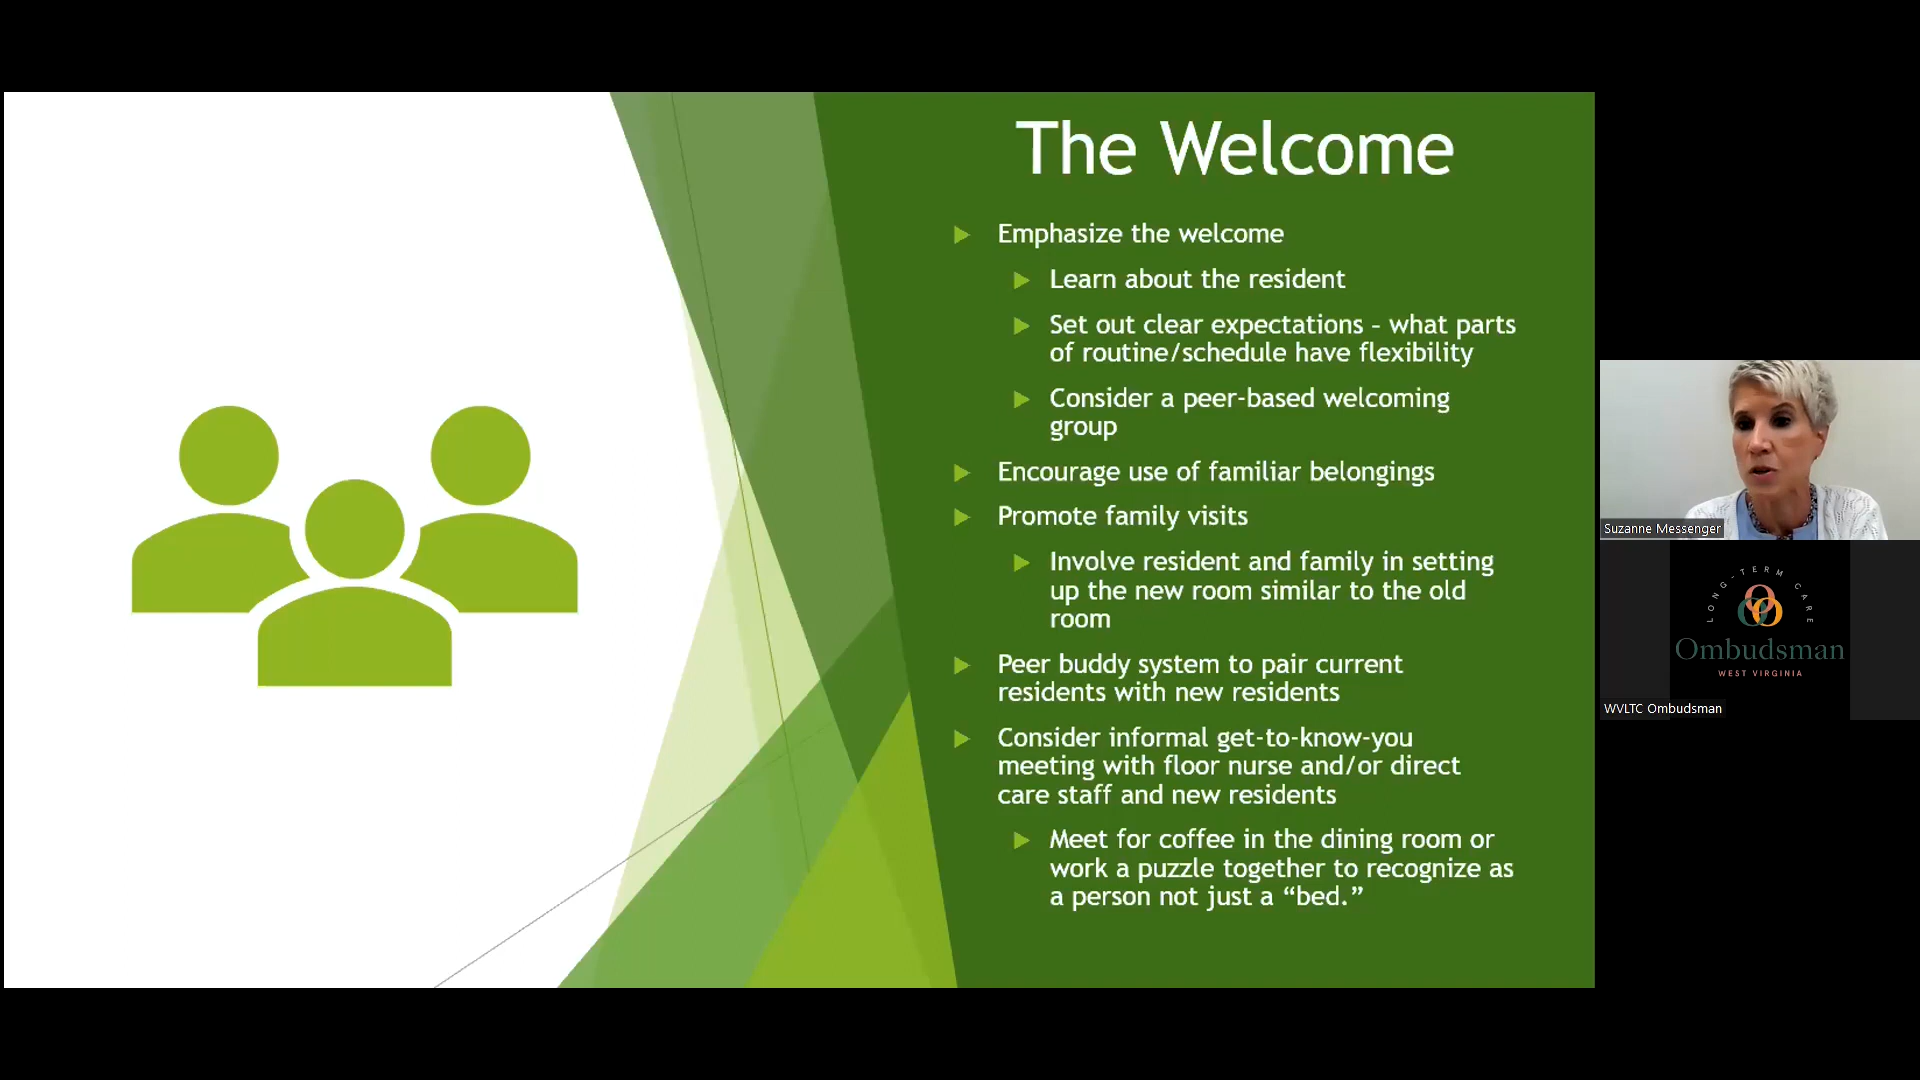 The Welcome
Emphasize the welcome
Learn about the resident
Set out clear expectations – what parts
of routine/schedule have flexibility
Consider a peer-based welcoming
group
Encourage use of familiar belongings
Promote family visits
Involve resident and family in setting
up the new room similar to the old
room
Peer buddy system to pair current
residents with new residents
Consider informal get-to-know-you
meeting with floor nurse and/or direct
care staff and new residents
Meet for coffee in the dining room or
work a puzzle together to recognize as
a person not just a “bed.”
Suzanne Messenger
LONG-TERM CARE
Ombudsman
WEST VIRGINIA
WVLTC Ombudsman